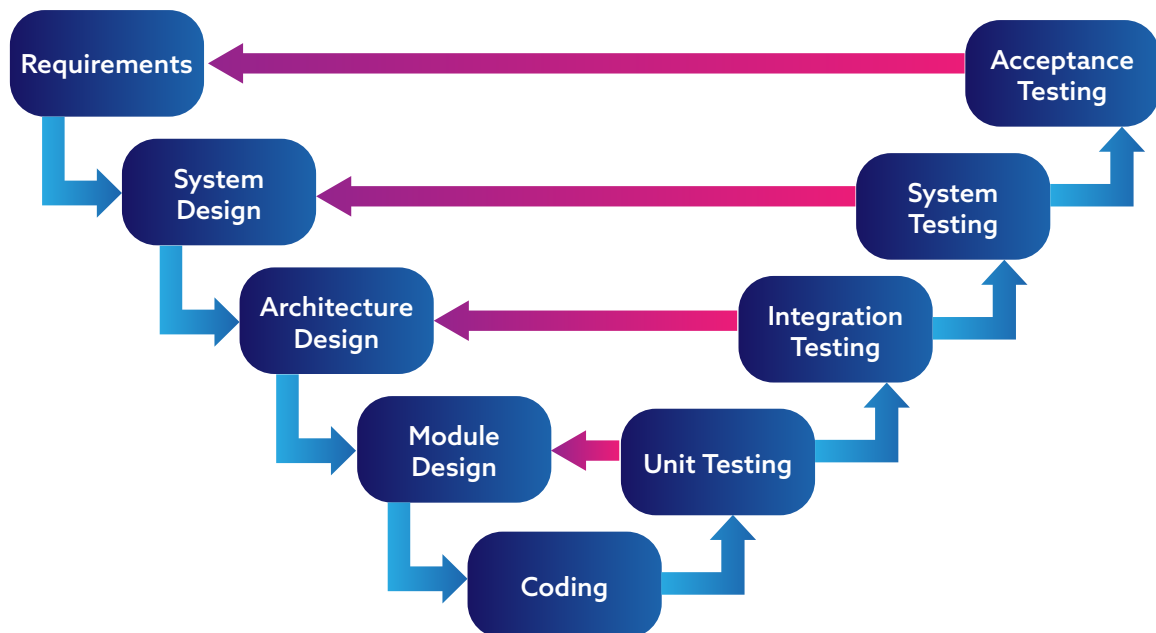 Requirements
Acceptance
Testing
System
Design
System
Testing
Architecture
Design
Integration
Testing
Module
Design
Unit Testing
Coding